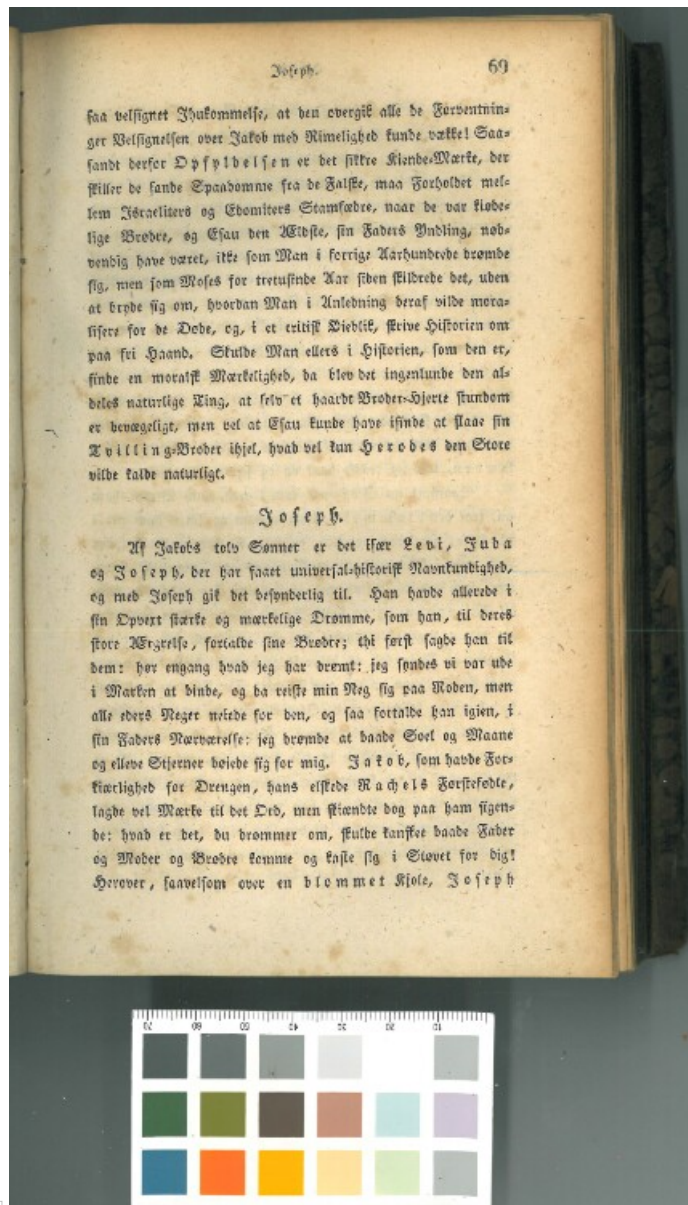 Joseph. 69
saa velsignet Ihukommelse, at den overgik alle de Forventnin-
ger Velsignelsen over Jakob med Rimelighed kunde vække! Saa-
sandt derfor Opfyldelsen er det sikkre Kiende-Mærke, der
skiller de sande Spaadomme fra de Falske, maa Forholdet mel-
lem Israeliters og Edomiters Stamfædre, naar de var kiøde-
lige Brødre, og Esau den Ældste, sin Faders Yndling, nød-
vendig have været, ikke som Man i forrige Aarhundrede drømde
sig, men som Moses for tretusinde Aar siden skildrede det, uden
at bryde sig om, hvordan Man i Anledning deraf vilde mora-
lisere for de Døde, og, i et kritisk Øieblik, skrive Historien om
paa fri Haand. Skulde Man ellers i Historien, som den er,
finde en moralsk Mærkelighed, da blev det ingenlunde den al-
deles naturlige Ting, at selv et haardt Broder-Hjerte stundom
er bevægeligt, men vel at Esau kunde have isinde at slaae sin
Tvilling-Broder ihjel, hvad vel kun Herodes den Store
vilde kalde naturligt.
Joseph.
Af Jakobs tolv Sønner er det især Levi, Juda
og Joseph, der har faaet universal-historisk Navnkundighed,
og med Joseph gik det besynderlig til. Han havde allerede i
sin Opvext stærke og mærkelige Drømme, som han, til deres
store Ærgrelse, fortalde sine Brødre; thi først sagde han til
dem: hør engang hvad jeg har drømt: jeg syndes vi var ude
i Marken at binde, og da reiste min Neg sig paa Roden, men
alle eders Neger neiede for den, og saa fortalde han igien, i
sin Faders Nærværelse: jeg drømde at baade Soel og Maane
og elleve Stjerner bøjede sig for mig. Jakob, som havde For-
kiærlighed for Drengen, hans elskede Rachels Førstefødte,
lagde vel Mærke til det Ord, men skiændte dog paa ham sigen-
de: hvad er det, du drømmer om, skulde kanskee baade Fader
og Moder og Brødre komme og kaste sig i Støvet for dig!
Herover, saavelsom over en blommet Kjole, Joseph
70 60 50 40 30 20 10